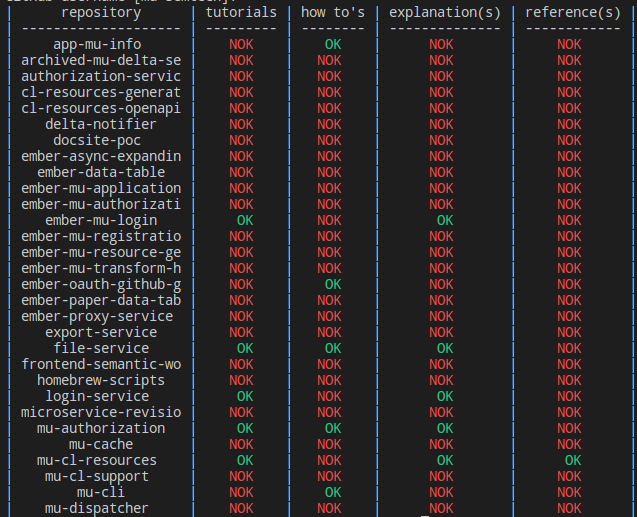 repository | tutorials | how to's | explanation(s) | reference(s) |
------------------- | --------- | -------- | -------------- | ------------ |
| app-mu-info | NOK | OK | NOK | NOK |
| archived-mu-delta-se | NOK | NOK | NOK | NOK |
| authorization-servic | NOK | NOK | NOK | NOK |
| cl-resources-generat | NOK | NOK | NOK | NOK |
| cl-resources-openapi | NOK | NOK | NOK | NOK |
| delta-notifier | NOK | NOK | NOK | NOK |
| docsite-poc | NOK | NOK | NOK | NOK |
| ember-async-expandin | NOK | NOK | NOK | NOK |
| ember-data-table | NOK | NOK | NOK | NOK |
| ember-mu-application | NOK | NOK | NOK | NOK |
| ember-mu-authorizati | NOK | NOK | NOK | NOK |
| ember-mu-login | OK | NOK | OK | NOK |
| ember-mu-registratio | NOK | NOK | NOK | NOK |
| ember-mu-resource-ge | NOK | NOK | NOK | NOK |
| ember-mu-transform-h | NOK | NOK | NOK | NOK |
| ember-oauth-github-g | NOK | OK | NOK | NOK |
| ember-paper-data-tab | NOK | NOK | NOK | NOK |
| ember-proxy-service | NOK | NOK | NOK | NOK |
| export-service | NOK | NOK | NOK | NOK |
| file-service | OK | OK | OK | NOK |
| frontend-semantic-wo | NOK | NOK | NOK | NOK |
| homebrew-scripts | NOK | NOK | NOK | NOK |
| login-service | OK | NOK | OK | NOK |
| microservice-revisio | NOK | NOK | NOK | NOK |
| mu-authorization | OK | OK | OK | NOK |
| mu-cache | NOK | NOK | NOK | NOK |
| mu-cl-resources | OK | NOK | OK | OK |
| mu-cl-support | NOK | NOK | NOK | NOK |
| mu-cli | NOK | OK | NOK | NOK |
| mu-dispatcher | NOK | NOK | NOK | NOK |